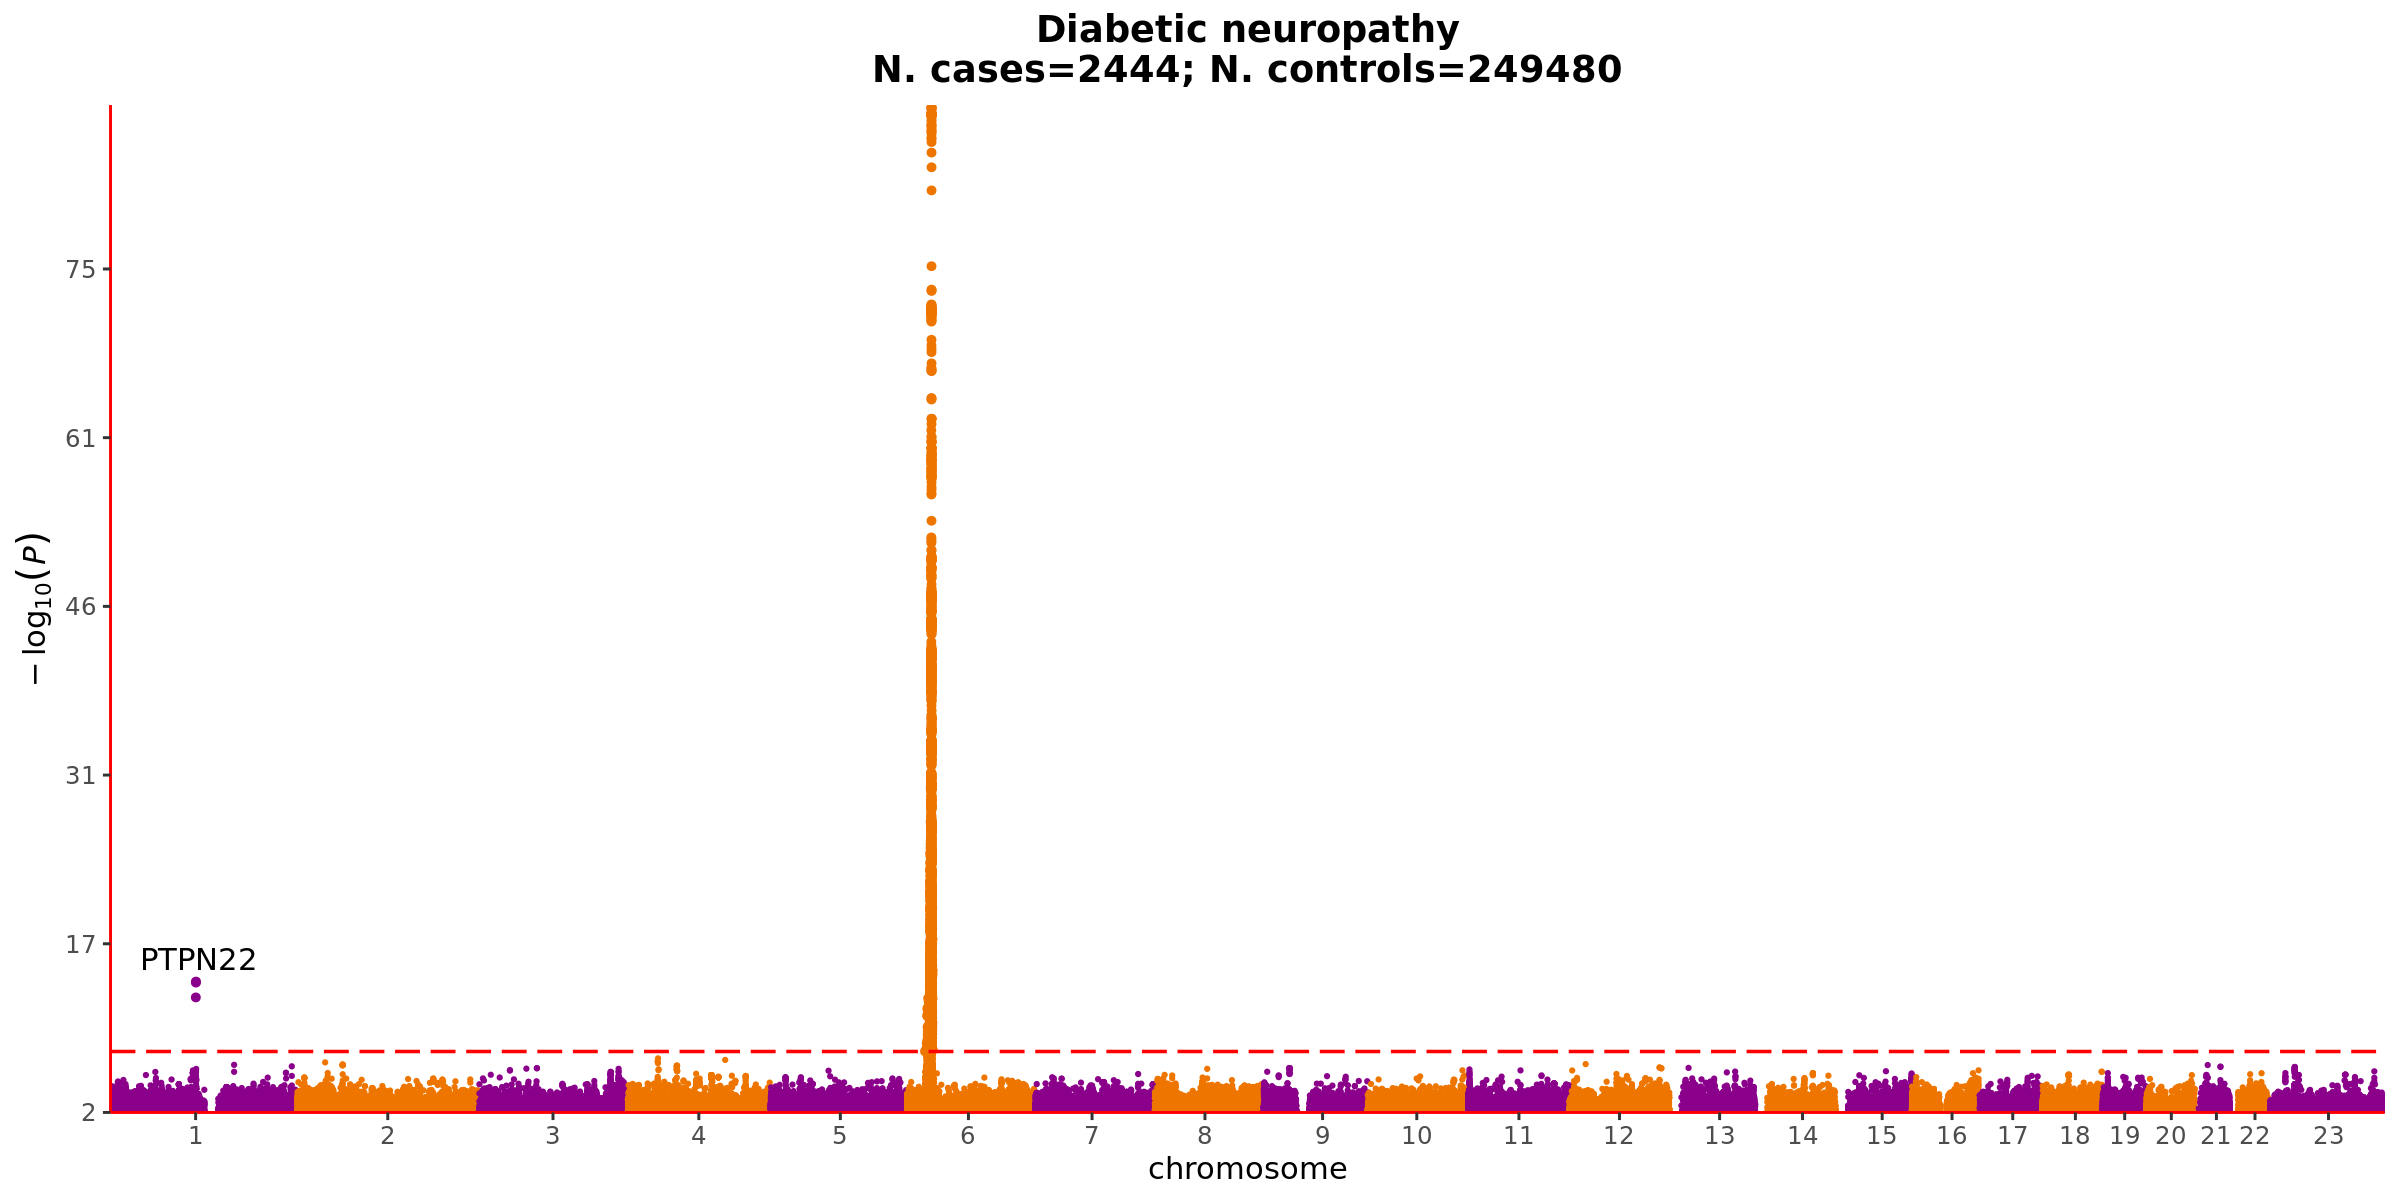 Diabetic neuropathy
N. cases=2444; N. controls=249480
75
61
46
31
17
2
−log10(P)
PTPN22
1 2 3 4 5 6 7 8 9 10 11 12 13 14 15 16 17 18 19 20 21 22 23
chromosome